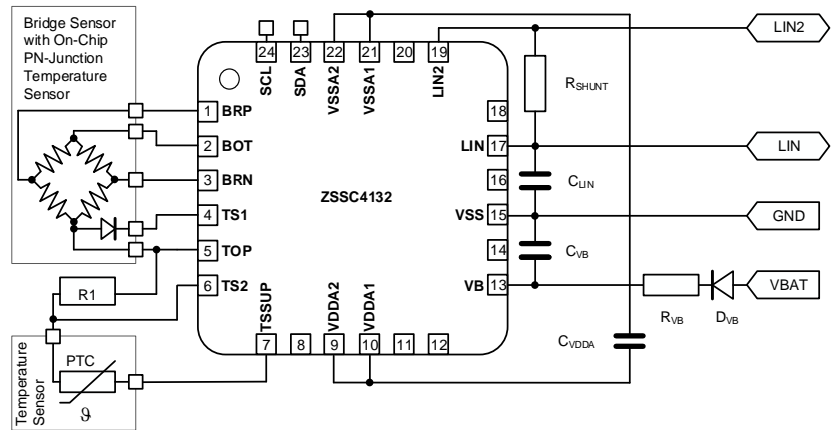 Bridge Sensor
with On-Chip
PN-Junction
Temperature
Sensor
24
23
22
21
20
19
SCL
SDA
VSSA2
VSSA1
LIN2
LIN2
RSHUNT
1 BRP
2 BOT
3 BRN
4 TS1
5 TOP
6 TS2
ZSSC4132
18
LIN 17
16
VSS 15
14
VB 13
LIN
CLIN
GND
CVB
VBAT
RVB
DVB
CVDDA
R1
TSSUP
VDDA2
VDDA1
7
8
9
10
11
12
Temperature
Sensor
PTC
ϑ